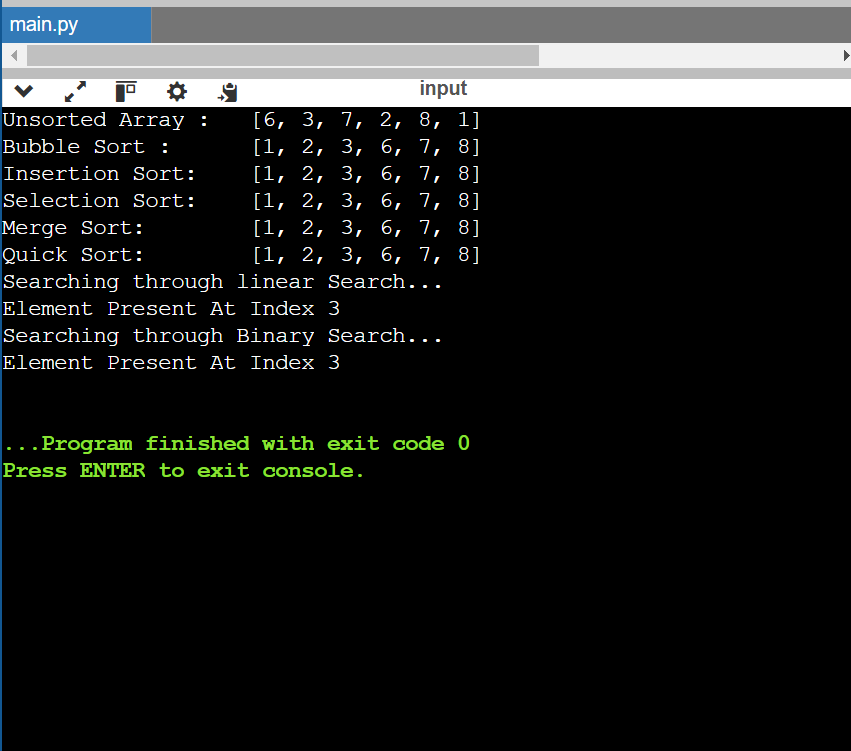 main.py
input
Unsorted Array :   [6, 3, 7, 2, 8, 1]
Bubble Sort :      [1, 2, 3, 6, 7, 8]
Insertion Sort:    [1, 2, 3, 6, 7, 8]
Selection Sort:    [1, 2, 3, 6, 7, 8]
Merge Sort:        [1, 2, 3, 6, 7, 8]
Quick Sort:        [1, 2, 3, 6, 7, 8]
Searching through linear Search...
Element Present At Index 3
Searching through Binary Search...
Element Present At Index 3
...Program finished with exit code 0
Press ENTER to exit console.